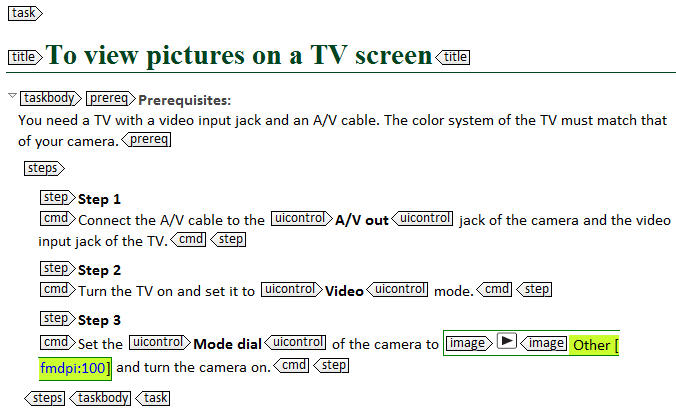 task
title To view pictures on a TV screen title
taskbody prereq Prerequisites:
You need a TV with a video input jack and an A/V cable. The color system of the TV must match that
of your camera. prereq
steps
step Step 1
cmd Connect the A/V cable to the uicontrol A/V out uicontrol jack of the camera and the video
input jack of the TV. cmd step
step Step 2
cmd Turn the TV on and set it to uicontrol Video uicontrol mode. cmd step
step Step 3
cmd Set the uicontrol Mode dial uicontrol of the camera to image image Other [
fmdpi:100] and turn the camera on. cmd step
steps taskbody task